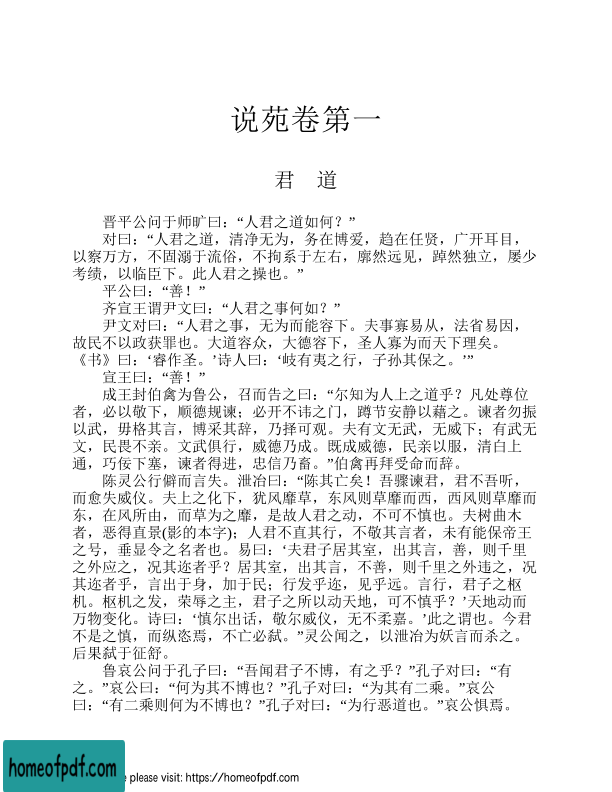 说苑卷第一
君 道
晋平公问于师旷曰：“人君之道如何？”
对曰：“人君之道，清净无为，务在博爱，趋在任贤，广开耳目，
以察万方，不固溺于流俗，不拘系于左右，廓然远见，踔然独立，屡少
考绩，以临臣下。此人君之操也。”
平公曰：“善！”
齐宣王谓尹文曰：“人君之事何如？”
尹文对曰：“人君之事，无为而能容下。夫事寡易从，法省易因，
故民不以政获罪也。大道容众，大德容下，圣人寡为而天下理矣。
《书》曰：‘睿作圣。’诗人曰：‘岐有夷之行，子孙其保之。’”
宣王曰：“善！”
成王封伯禽为鲁公，召而告之曰：“尔知为人上之道乎？凡处尊位
者，必以敬下，顺德规谏；必开不讳之门，蹲节安静以藉之。谏者勿振
以武，毋格其言，博采其辞，乃择可观。夫有文无武，无威下；有武无
文，民畏不亲。文武俱行，威德乃成。既成威德，民亲以服，清白上
通，巧佞下塞，谏者得进，忠信乃畜。”伯禽再拜受命而辞。
陈灵公行僻而言失。泄冶曰：“陈其亡矣！吾骤谏君，君不吾听，
而愈失威仪。夫上之化下，犹风靡草，东风则草靡而西，西风则草靡而
东，在风所由，而草为之靡，是故人君之动，不可不慎也。夫树曲木
者，恶得直景(影的本字)；人君不直其行，不敬其言者，未有能保帝王
之号，垂显令之名者也。易曰：‘夫君子居其室，出其言，善，则千里
之外应之，况其迩者乎？居其室，出其言，不善，则千里之外违之，况
其迩者乎，言出于身，加于民；行发乎迩，见乎远。言行，君子之枢
机。枢机之发，荣辱之主，君子之所以动天地，可不慎乎？’天地动而
万物变化。诗曰：‘慎尔出话，敬尔威仪，无不柔嘉。’此之谓也。今君
不是之慎，而纵恣焉，不亡必弑。”灵公闻之，以泄冶为妖言而杀之。
后果弑于征舒。
鲁哀公问于孔子曰：“吾闻君子不博，有之乎？”孔子对曰：“有
之。”哀公曰：“何为其不博也？”孔子对曰：“为其有二乘。”哀公
曰：“有二乘则何为不博也？”孔子对曰：“为行恶道也。”哀公惧焉。
homeofpdf.com
please visit: https://homeofpdf.com